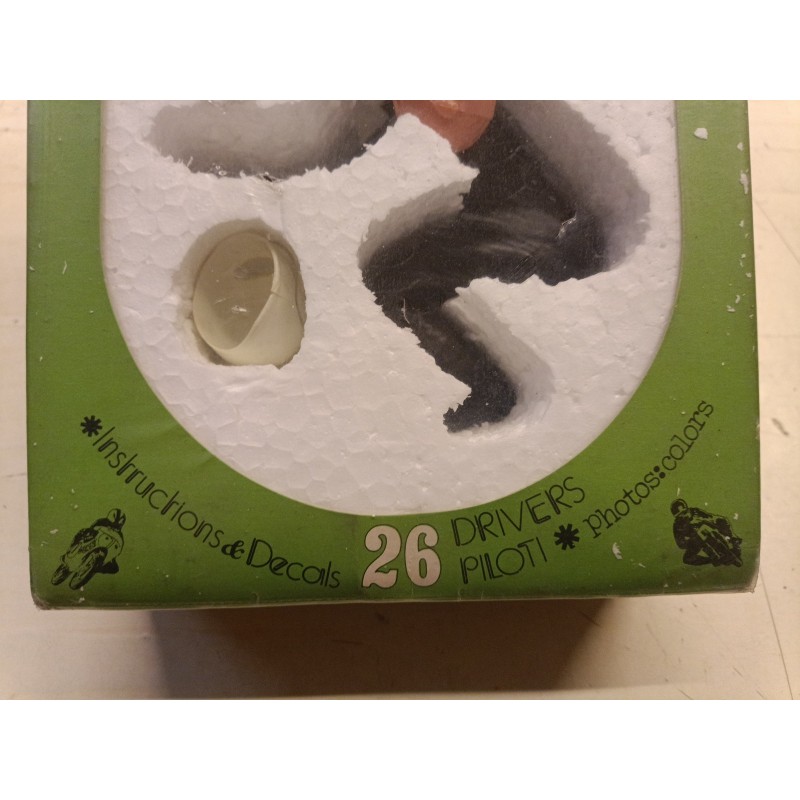 * Instructions & Decals
26
DRIVERS
PILOTI
* photos:colors